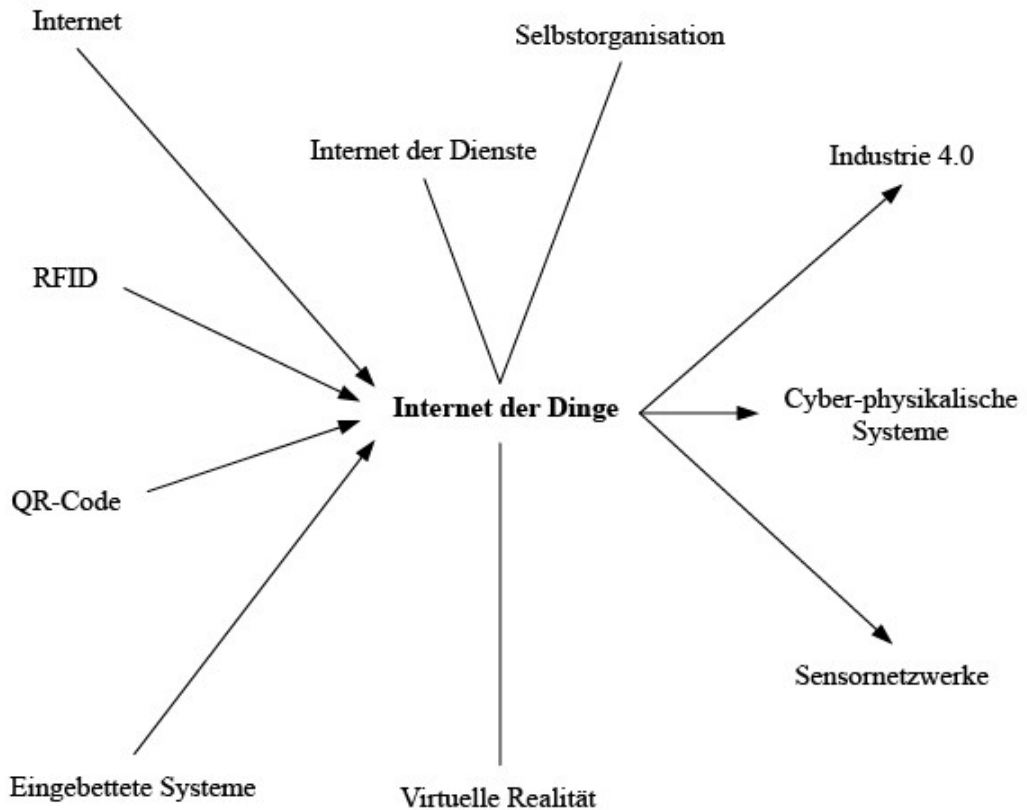 Internet
Selbstorganisation
Internet der Dienste
Industrie 4.0
RFID
Internet der Dinge
Cyber-physikalische
Systeme
QR-Code
Sensornetzwerke
Eingebettete Systeme
Virtuelle Realität